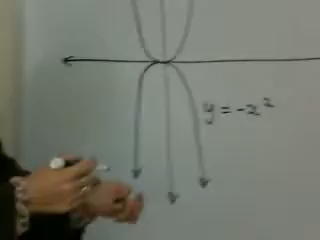 y = -x²